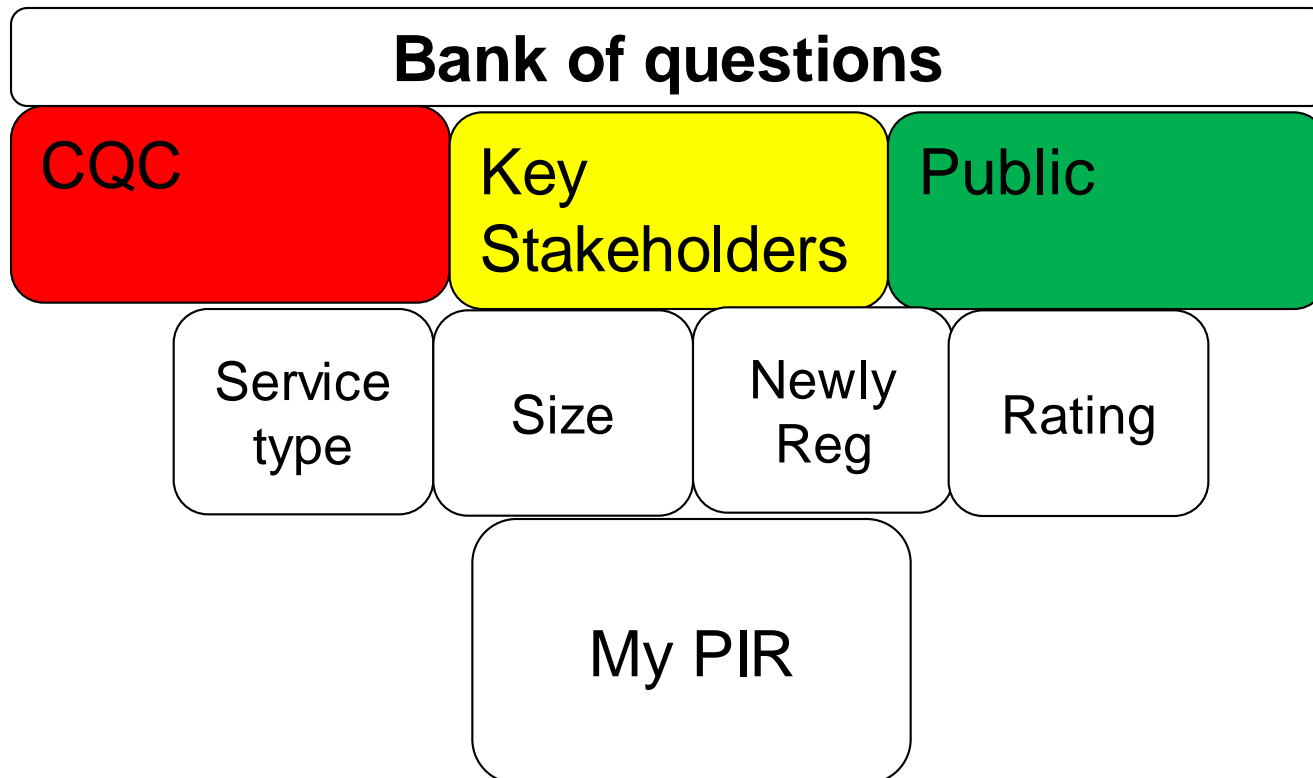 Bank of questions
CQC
Key
Stakeholders
Public
Service
type
Size
Newly
Reg
Rating
My PIR